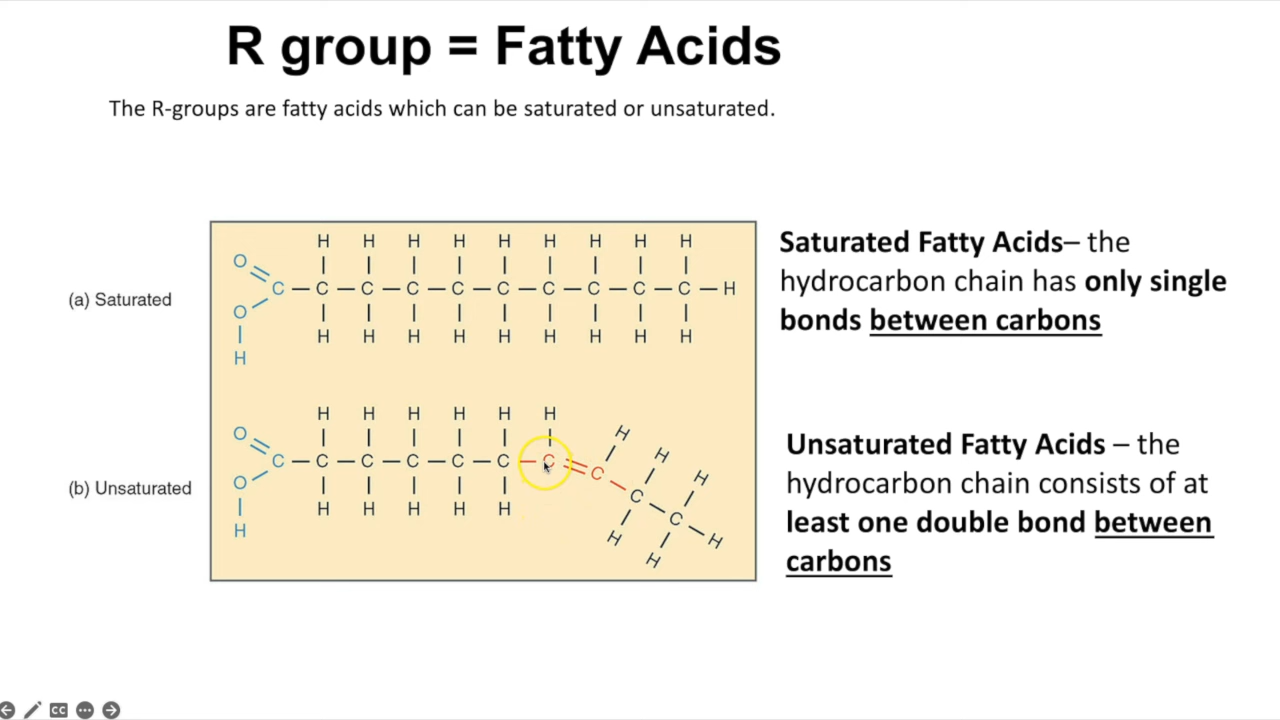 R group = Fatty Acids
The R-groups are fatty acids which can be saturated or unsaturated.
H H H H H H H H H
O
(a) Saturated
C – C – C – C – C – C – C – C – C – C – H
O
H H H H H H H H H
H
Saturated Fatty Acids– the
hydrocarbon chain has only single
bonds between carbons
H H H H H H
O
H
(b) Unsaturated
C – C – C – C – C – C – C = C
H
H
C
O
C
H H H H H
H
H
H
H
Unsaturated Fatty Acids – the
hydrocarbon chain consists of at
least one double bond between
carbons
CC